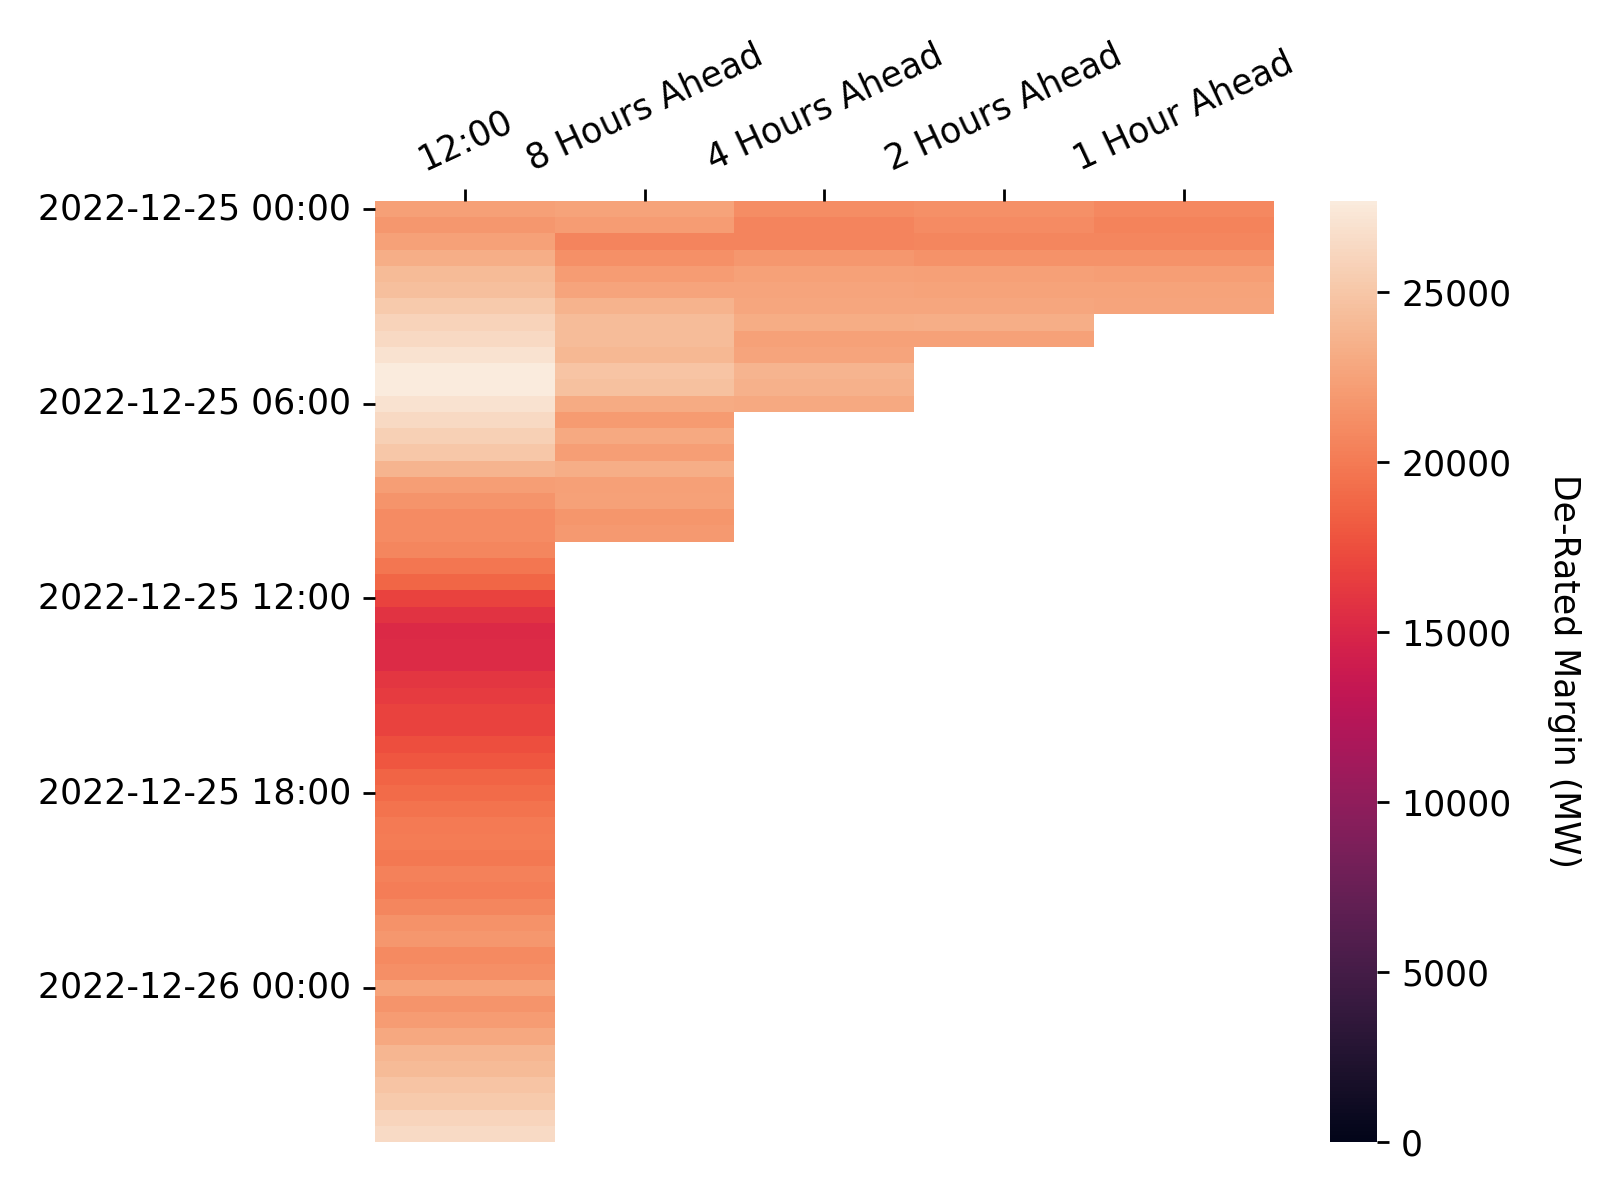 12:00
8 Hours Ahead
4 Hours Ahead
2 Hours Ahead
1 Hour Ahead
2022-12-25 00:00
2022-12-25 06:00
2022-12-25 12:00
2022-12-25 18:00
2022-12-26 00:00
25000
20000
15000
10000
5000
0
De-Rated Margin (MW)